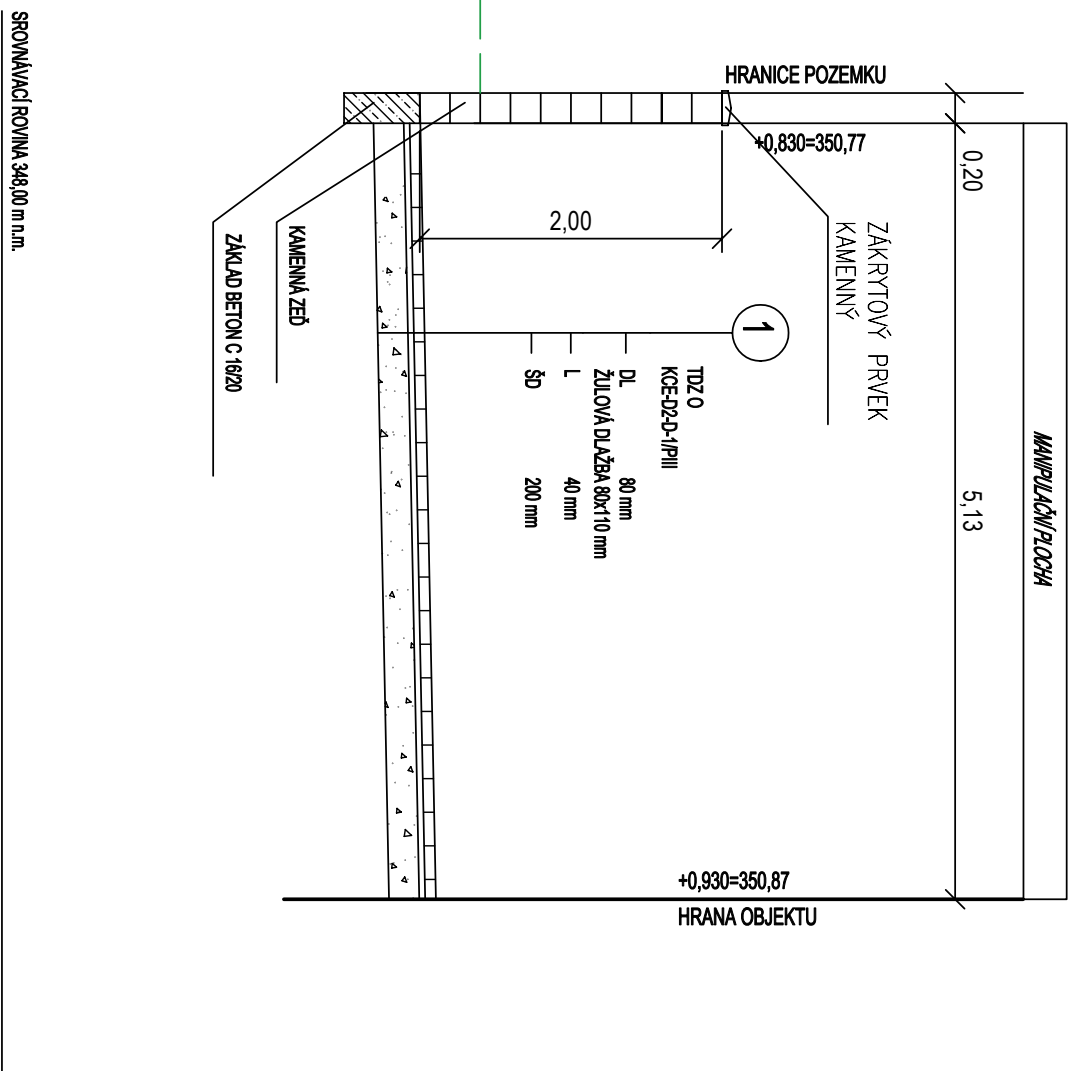 HRANICE POZEMKU
+0,830=350,77
0,20
5,13
MANIPULAČNÍ PLOCHA
ZÁKRYTOVÝ PRVEK
KAMENNÝ
2,00
1
TDZ O
KCE-D2-D-1/PIII
DL 80 mm
ŽULOVÁ DLAŽBA 80x110 mm
L 40 mm
ŠD 200 mm
KAMENNÁ ZEĎ
ZÁKLAD BETON C 16/20
+0,930=350,87
HRANA OBJEKTU
SROVNÁVACÍ ROVINA 348,00 m n.m.